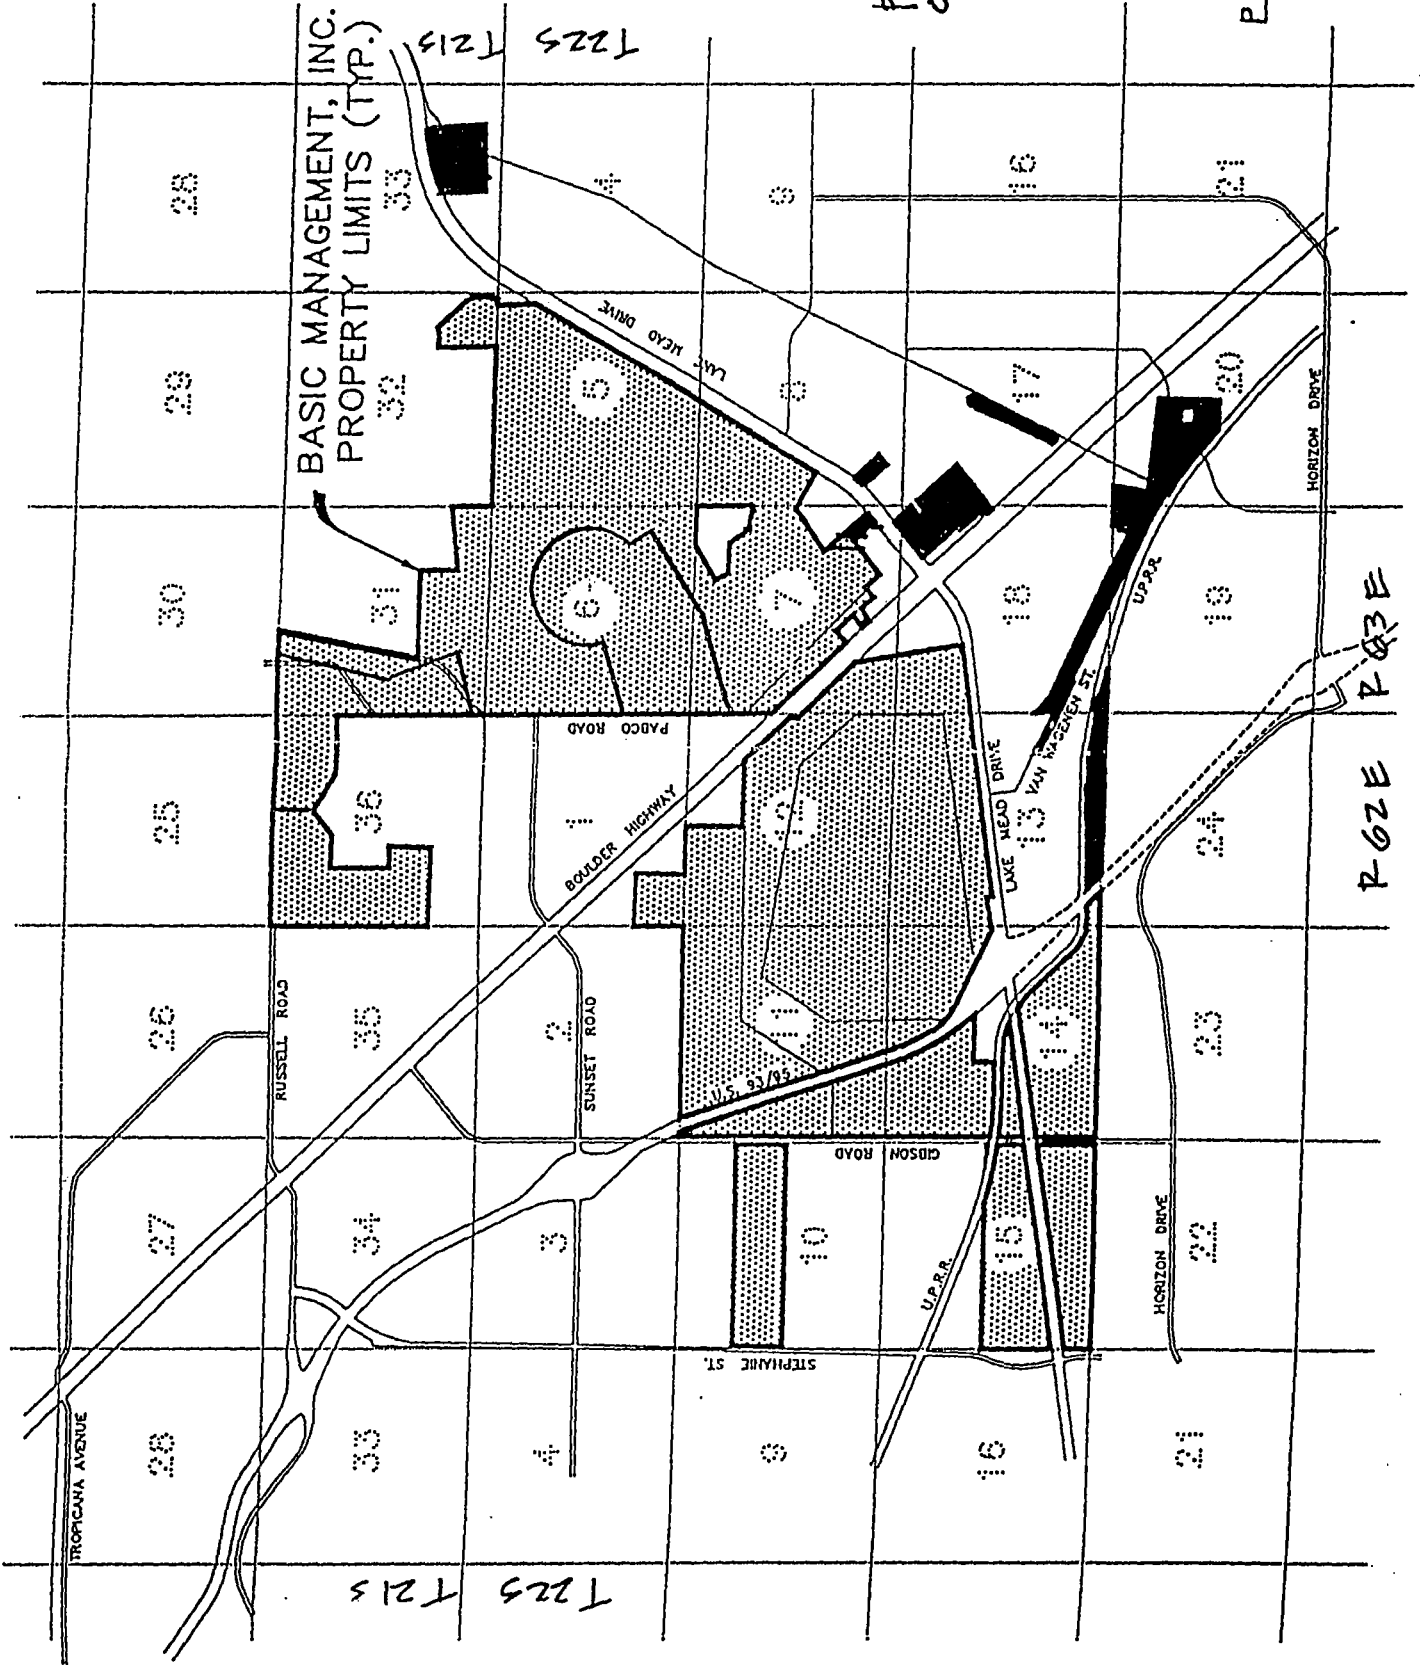 BASIC MANAGEMENT, INC.
PROPERTY LIMITS (TYP.)
T21S T22S
28 33 4 9 16 21
29 32 5 8 17 20
30 31 6 7 18 19
25 36 1 12 13 24
26 35 2 11 14 23
27 34 3 10 15 22
28 33 4 9 16 21
LAKE MEAD DRIVE
HORIZON DRIVE
U.P.R.R.
VAN WAGENEN ST.
PABCO ROAD
LAKE MEAD DRIVE
BOULDER HIGHWAY
RUSSELL ROAD
SUNSET ROAD
U.S. 93/95
GIBSON ROAD
U.P.R.R.
HORIZON DRIVE
STEPHANIE ST.
TROPICANA AVENUE
T21S T22S
R62E R63E
P